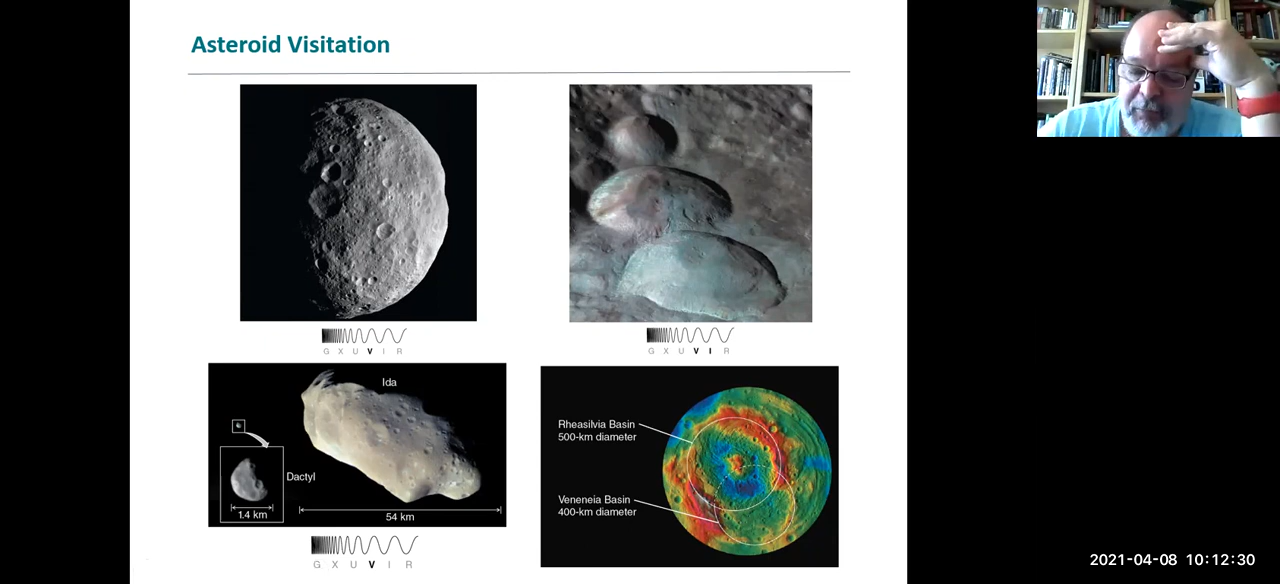 Asteroid Visitation
G X U V I R
G X U V I R
Ida
Dactyl
1.4 km
54 km
G X U V I R
Rheasilvia Basin
500-km diameter
Veneneia Basin
400-km diameter
2021-04-08 10:12:30